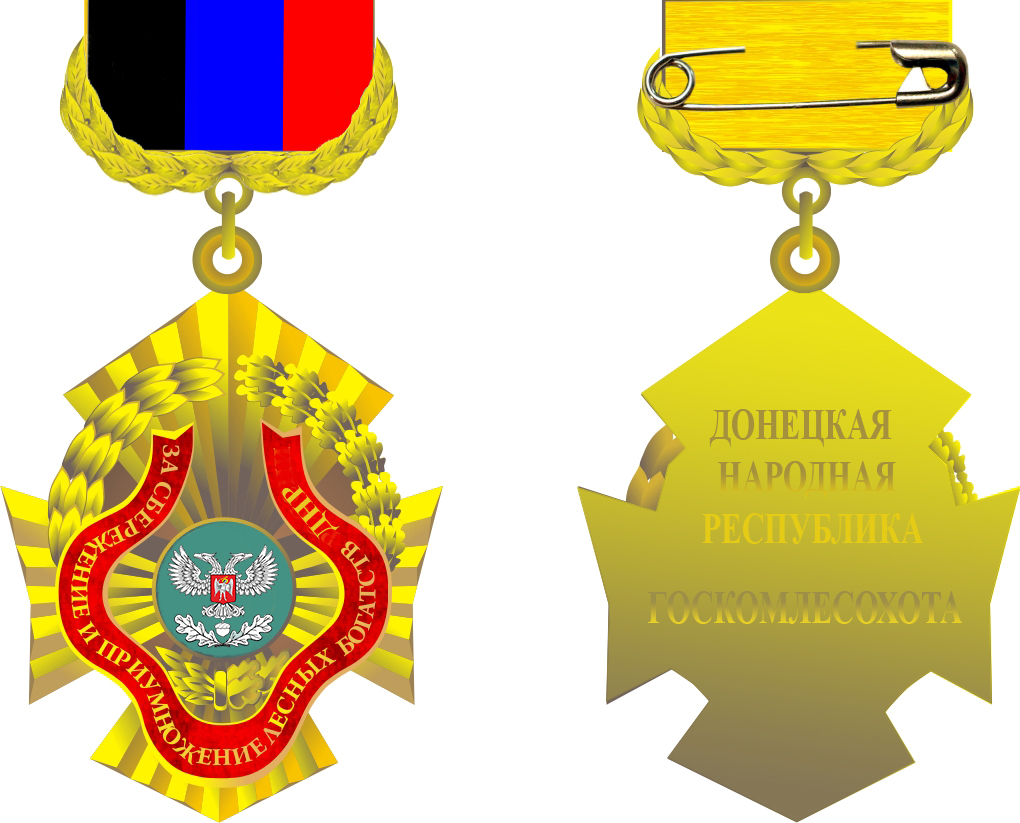 ЗА СБЕРЕЖЕНИЕ И ПРИУМНОЖЕНИЕ ЛЕСНЫХ БОГАТСТВ ДНР
ДОНЕЦКАЯ
НАРОДНАЯ
РЕСПУБЛИКА
ГОСКОМЛЕСОХОТА